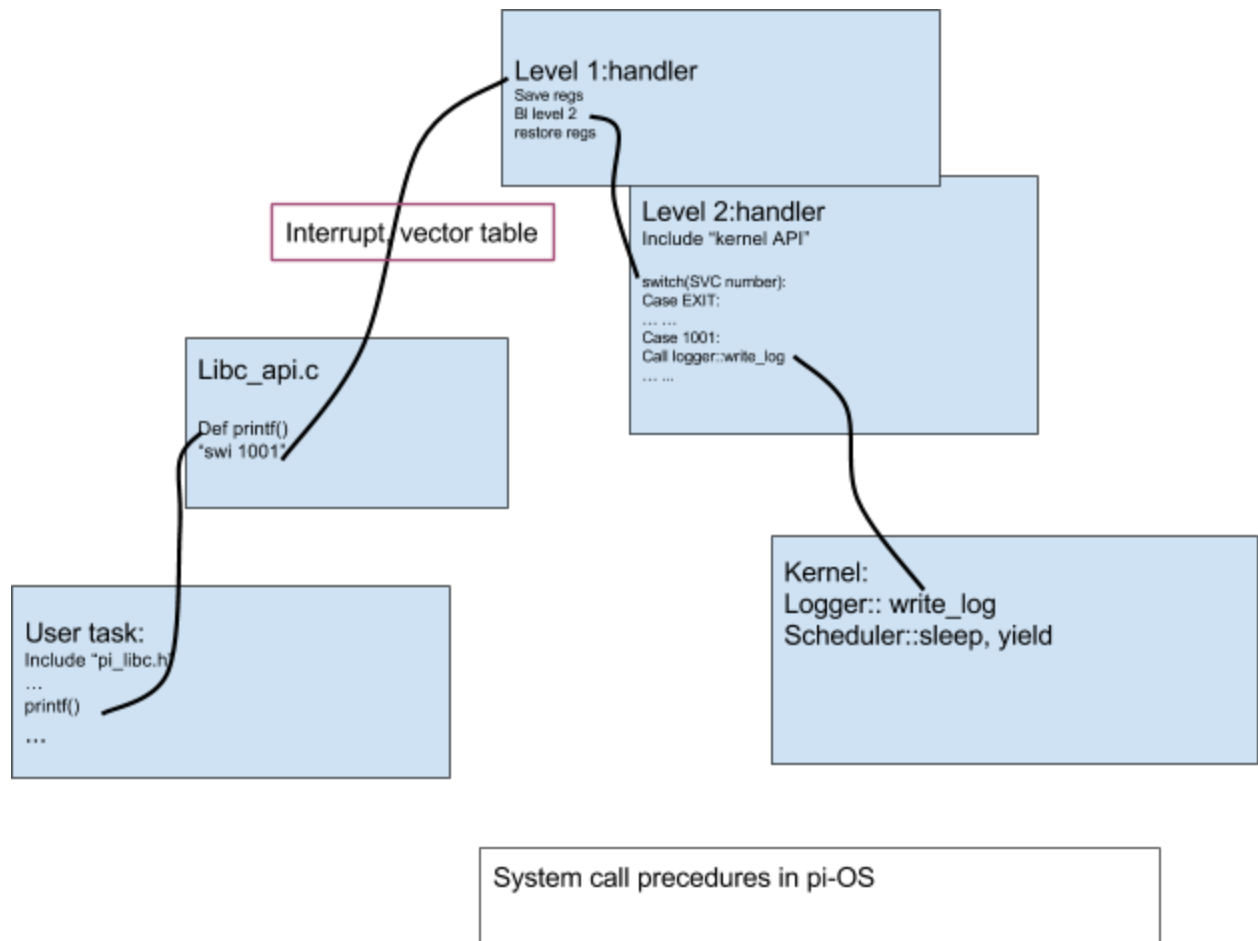 Level 1:handler
Save regs
Bl level 2
restore regs
Interrupt, vector table
Level 2:handler
Include “kernel API”
switch(SVC number):
Case EXIT:
... ...
Case 1001:
Call logger::write_log
... ...
Libc_api.c
Def printf()
“swi 1001”
User task:
Include “pi_libc.h”
...
printf()
...
Kernel:
Logger:: write_log
Scheduler::sleep, yield
System call precedures in pi-OS